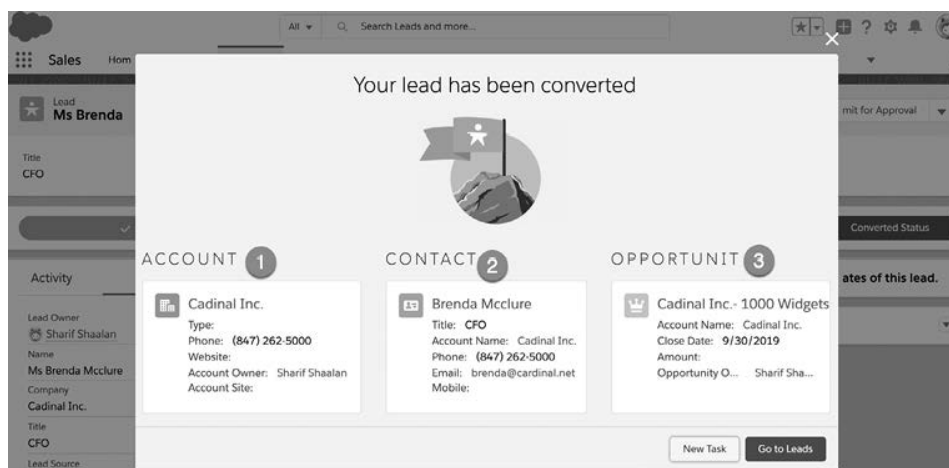 All Search Leads and more...
Sales Hom
Lead
Ms Brenda
mit for Approval
Title
CFO
Converted Status
Activity
ates of this lead.
Lead Owner
Sharif Shaalan
Name
Ms Brenda Mcclure
Company
Cadinal Inc.
Title
CFO
Lead Source
Your lead has been converted
ACCOUNT 1
Cadinal Inc.
Type:
Phone: (847) 262-5000
Website:
Account Owner: Sharif Shaalan
Account Site:
CONTACT 2
Brenda Mcclure
Title: CFO
Account Name: Cadinal Inc.
Phone: (847) 262-5000
Email: brenda@cardinal.net
Mobile:
OPPORTUNIT 3
Cadinal Inc.- 1000 Widgets
Account Name: Cadinal Inc.
Close Date: 9/30/2019
Amount:
Opportunity O... Sharif Sha...
New Task Go to Leads